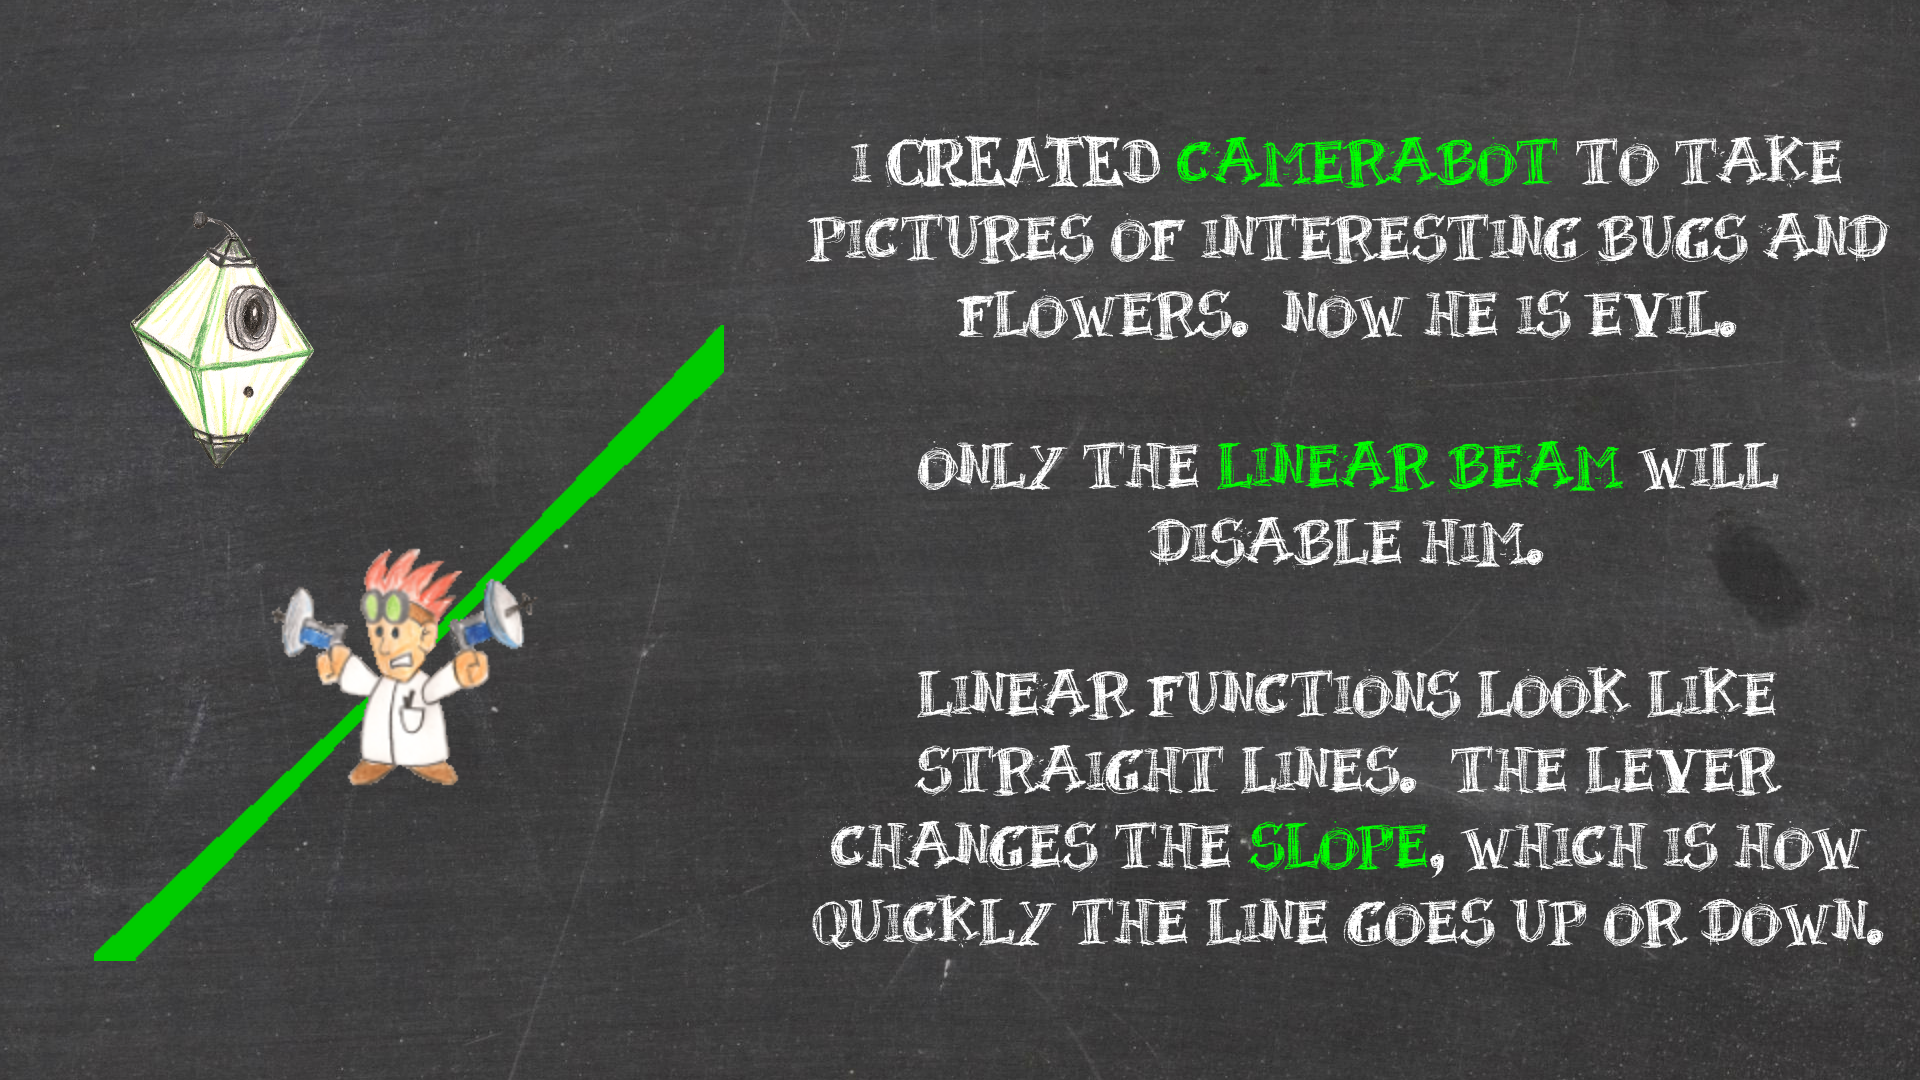 I CREATED CAMERABOT TO TAKE
PICTURES OF INTERESTING BUGS AND
FLOWERS. NOW HE IS EVIL.
ONLY THE LINEAR BEAM WILL
DISABLE HIM.
LINEAR FUNCTIONS LOOK LIKE
STRAIGHT LINES. THE LEVER
CHANGES THE SLOPE, WHICH IS HOW
QUICKLY THE LINE GOES UP OR DOWN.